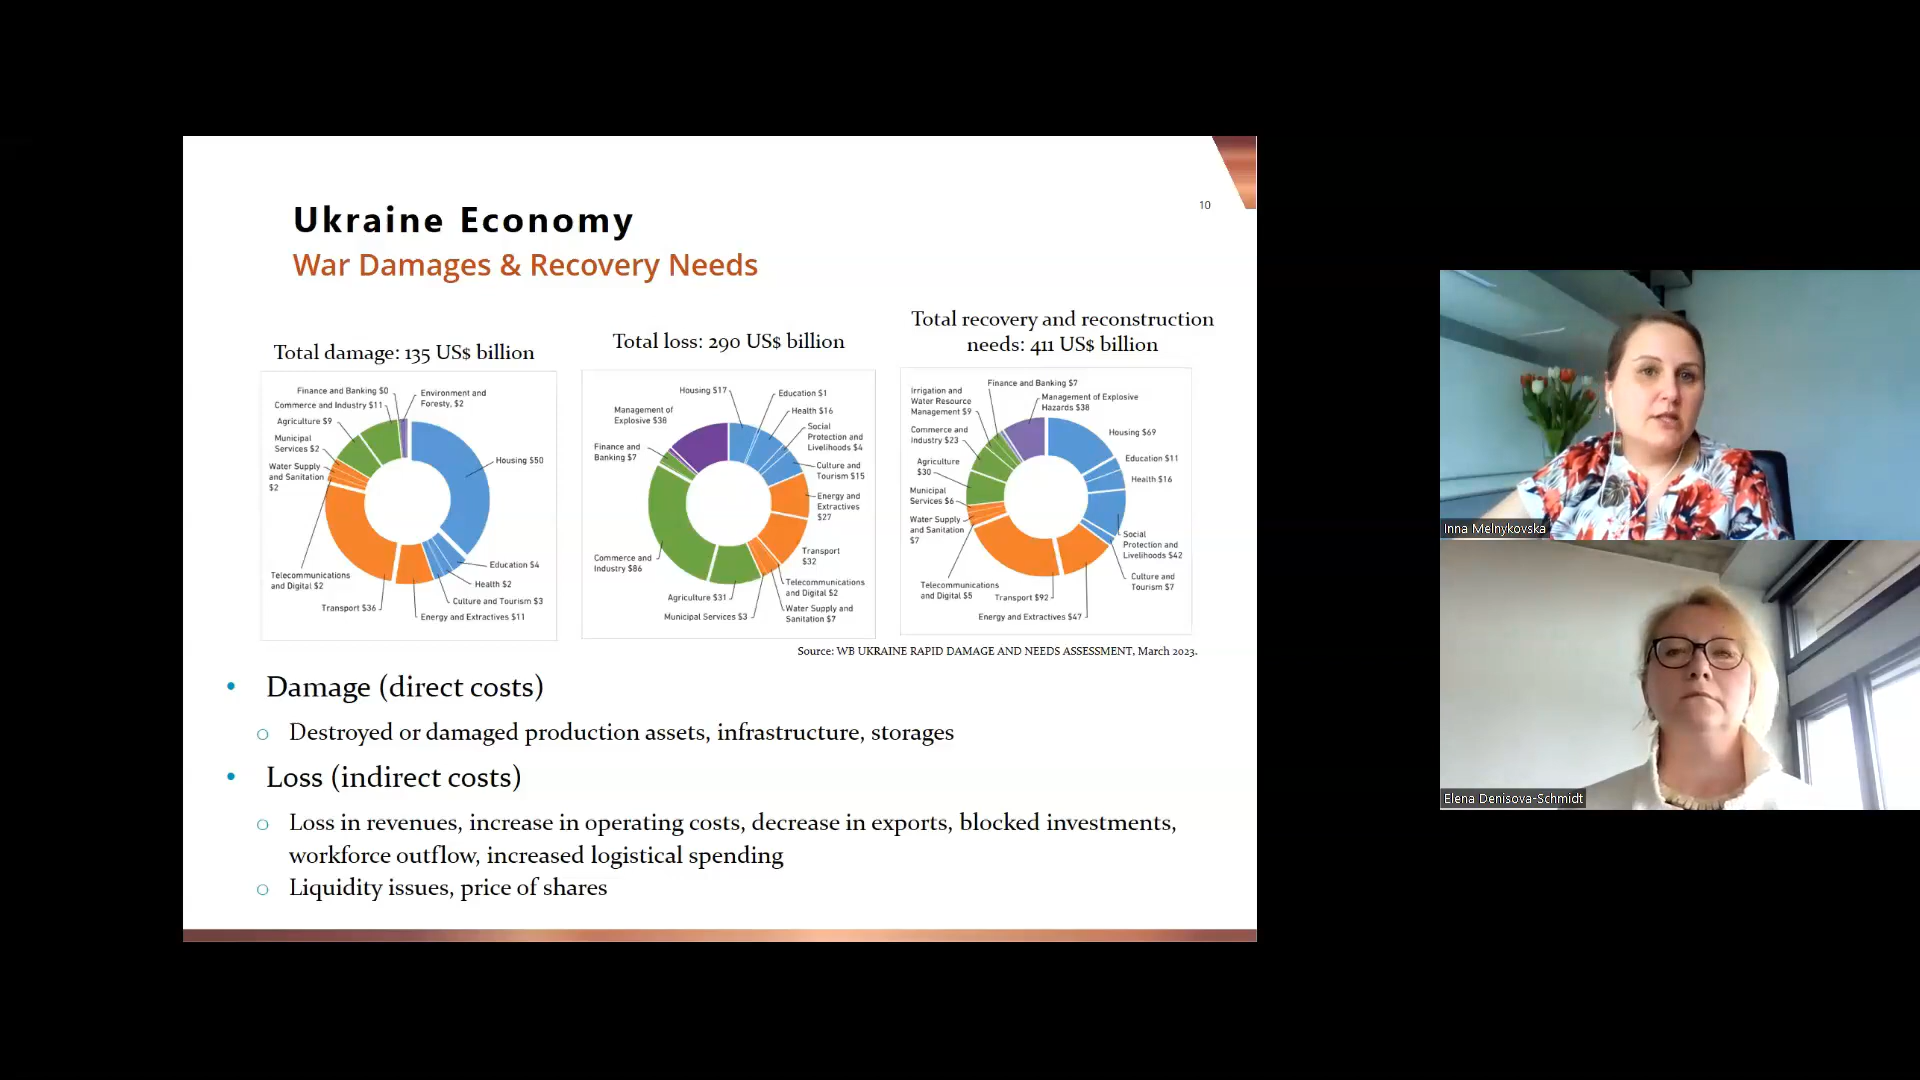 10
Ukraine Economy
War Damages & Recovery Needs
Total damage: 135 US$ billion
Finance and Banking $0
Environment and
Foresty, $2
Commerce and Industry $11
Agriculture $9
Municipal
Services $2
Water Supply
and Sanitation
$2
Housing $50
Telecommunications
and Digital $2
Transport $36
Education $4
Health $2
Culture and Tourism $3
Energy and Extractives $11
Total loss: 290 US$ billion
Housing $17
Education $1
Management of
Explosive $38
Health $16
Social
Protection and
Livelihoods $4
Finance and
Banking $7
Culture and
Tourism $15
Energy and
Extractives
$27
Commerce and
Industry $86
Transport
$32
Telecommunications
and Digital $2
Agriculture $31
Water Supply and
Sanitation $7
Municipal Services $3
Total recovery and reconstruction
needs: 411 US$ billion
Finance and Banking $7
Irrigation and
Water Resource
Management $9
Management of Explosive
Hazards $38
Commerce and
Industry $23
Housing $69
Education $11
Agriculture
$30
Health $16
Municipal
Services $6
Water Supply
and Sanitation
$7
Social
Protection and
Livelihoods $42
Telecommunications
and Digital $5
Culture and
Tourism $7
Transport $92
Energy and Extractives $47
Source: WB UKRAINE RAPID DAMAGE AND NEEDS ASSESSMENT, March 2023.
• Damage (direct costs)
o Destroyed or damaged production assets, infrastructure, storages
• Loss (indirect costs)
o Loss in revenues, increase in operating costs, decrease in exports, blocked investments,
workforce outflow, increased logistical spending
o Liquidity issues, price of shares
Inna Melnykovska
Elena Denisova-Schmidt